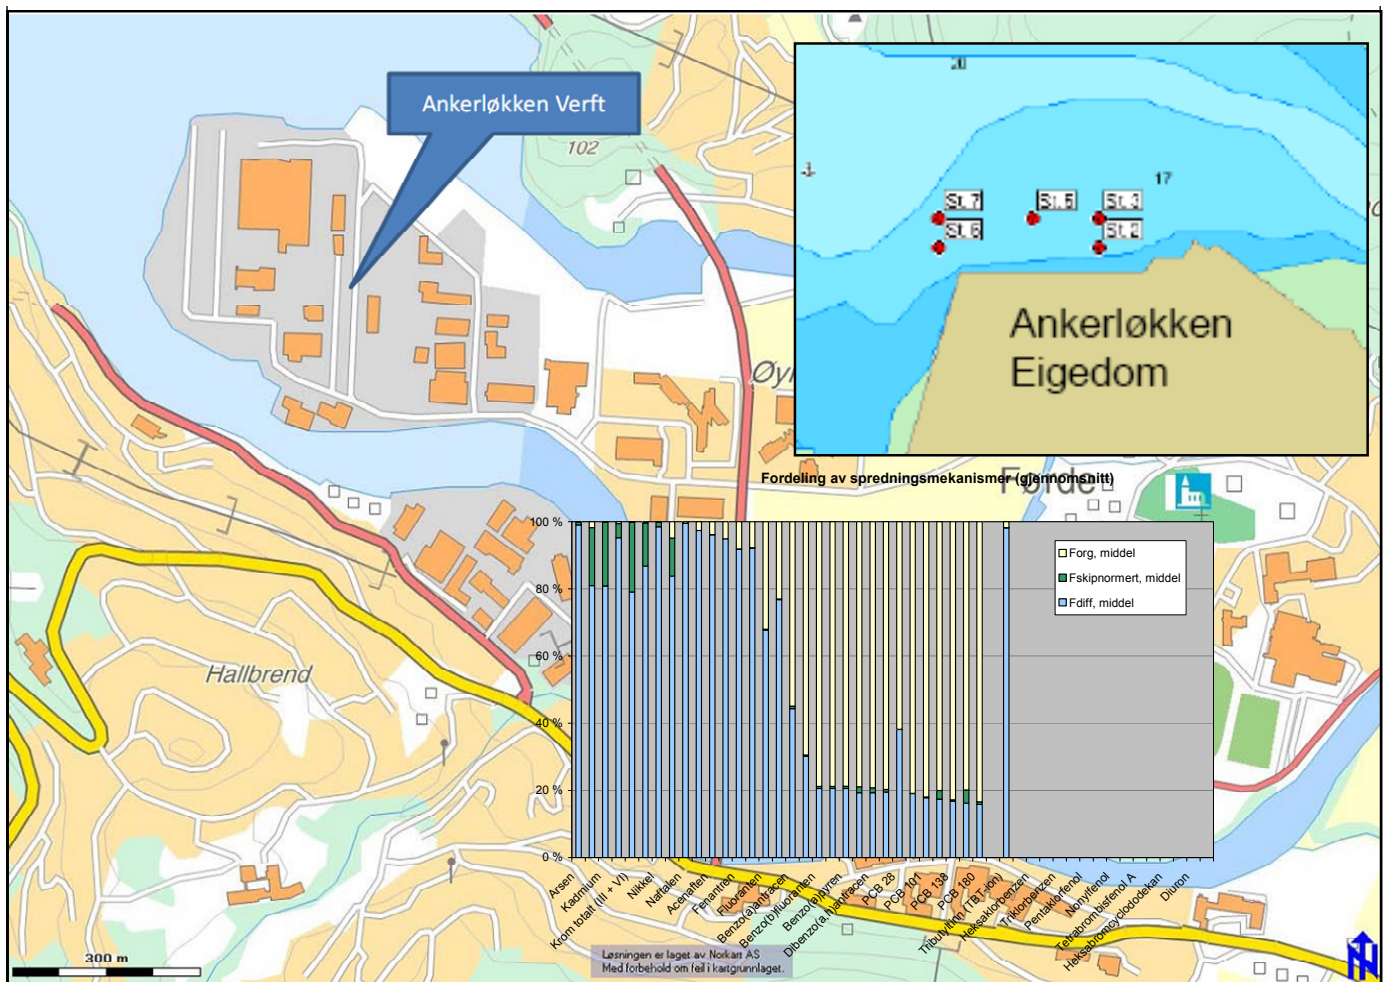 Ankerløkken Verft
102
20
17
St.7
St.5
St.3
St.6
St.2
Ankerløkken
Eigedom
Førde
Fordeling av spredningsmekanismer (gjennomsnitt)
100 %
80 %
60 %
40 %
20 %
0 %
Forg, middel
Fskipnormert, middel
Fdiff, middel
Hallbrend
Arsen
Kadmium
Krom totalt (III + VI)
Nikkel
Naftalen
Acenaften
Fenantren
Fluoranten
Benzo(a)antracen
Benzo(b)fluoranten
Benzo(a)pyren
Dibenzo(a,h)antracen
PCB 28
PCB 101
PCB 138
PCB 180
Tributyltinn (TBT-ion)
Heksaklorbenzen
Triklorbenzen
Pentaklorfenol
Nonylfenol
Tetrabrombisfenol A
Heksabromcyclododekan
Diuron
300 m
Løsningen er laget av Norkart AS
Med forbehold om feil i kartgrunnlaget.
N